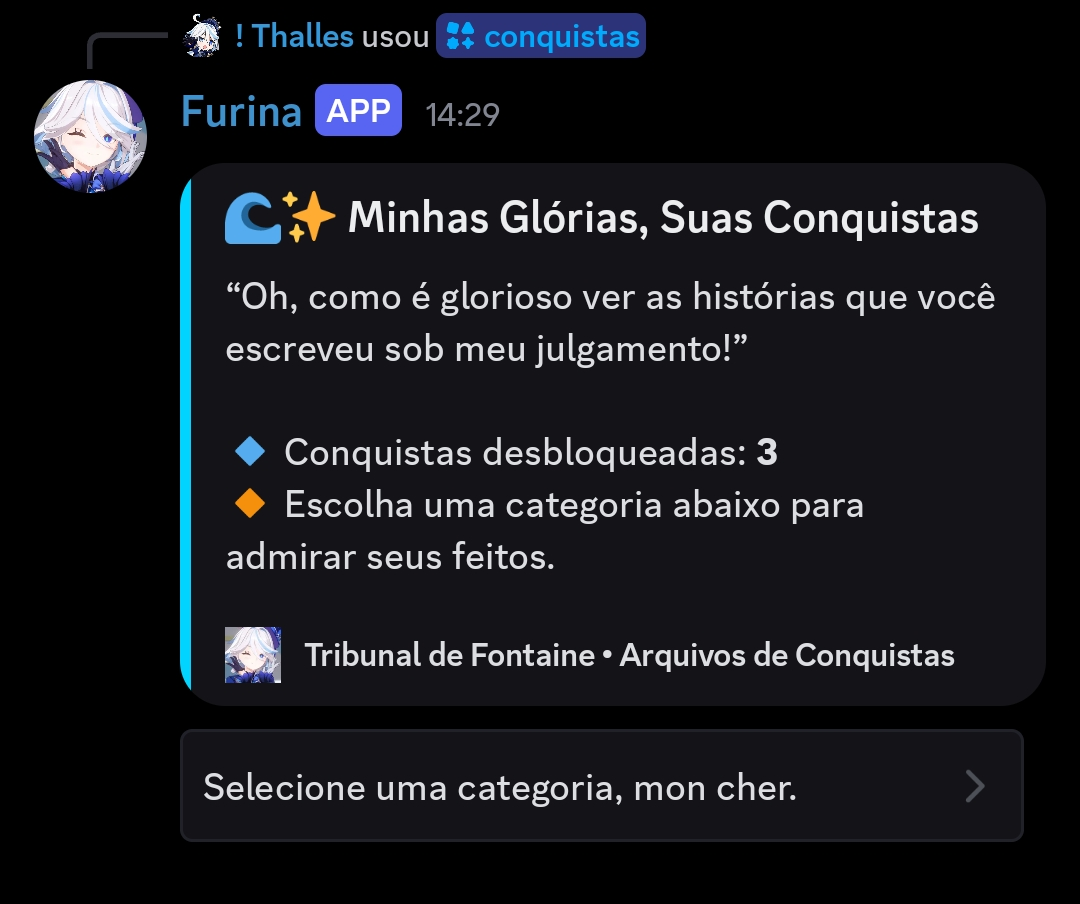 ! Thalles usou conquistas
Furina APP 14:29
🌊✨ Minhas Glórias, Suas Conquistas
“Oh, como é glorioso ver as histórias que você
escreveu sob meu julgamento!”
🔹 Conquistas desbloqueadas: 3
🔸 Escolha uma categoria abaixo para
admirar seus feitos.
Tribunal de Fontaine • Arquivos de Conquistas
Selecione uma categoria, mon cher.